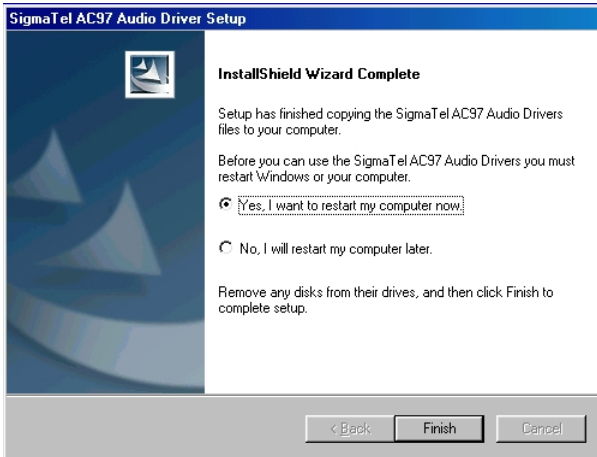 SigmaTel AC97 Audio Driver Setup
InstallShield Wizard Complete
Setup has finished copying the SigmaTel AC97 Audio Drivers
files to your computer.
Before you can use the SigmaTel AC97 Audio Drivers you must
restart Windows or your computer.
Yes, I want to restart my computer now.
No, I will restart my computer later.
Remove any disks from their drives, and then click Finish to
complete setup.
< Back Finish Cancel